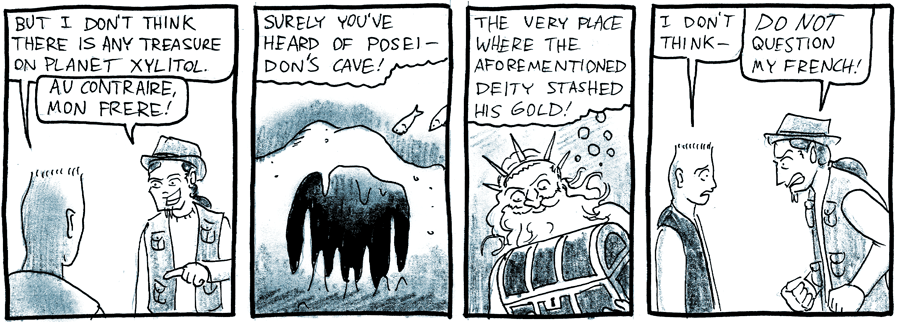 BUT I DON'T THINK
THERE IS ANY TREASURE
ON PLANET XYLITOL.
AU CONTRAIRE,
MON FRERE!
SURELY YOU'VE
HEARD OF POSEI-
DON'S CAVE!
THE VERY PLACE
WHERE THE
AFOREMENTIONED
DEITY STASHED
HIS GOLD!
I DON'T
THINK-
DO NOT
QUESTION
MY FRENCH!